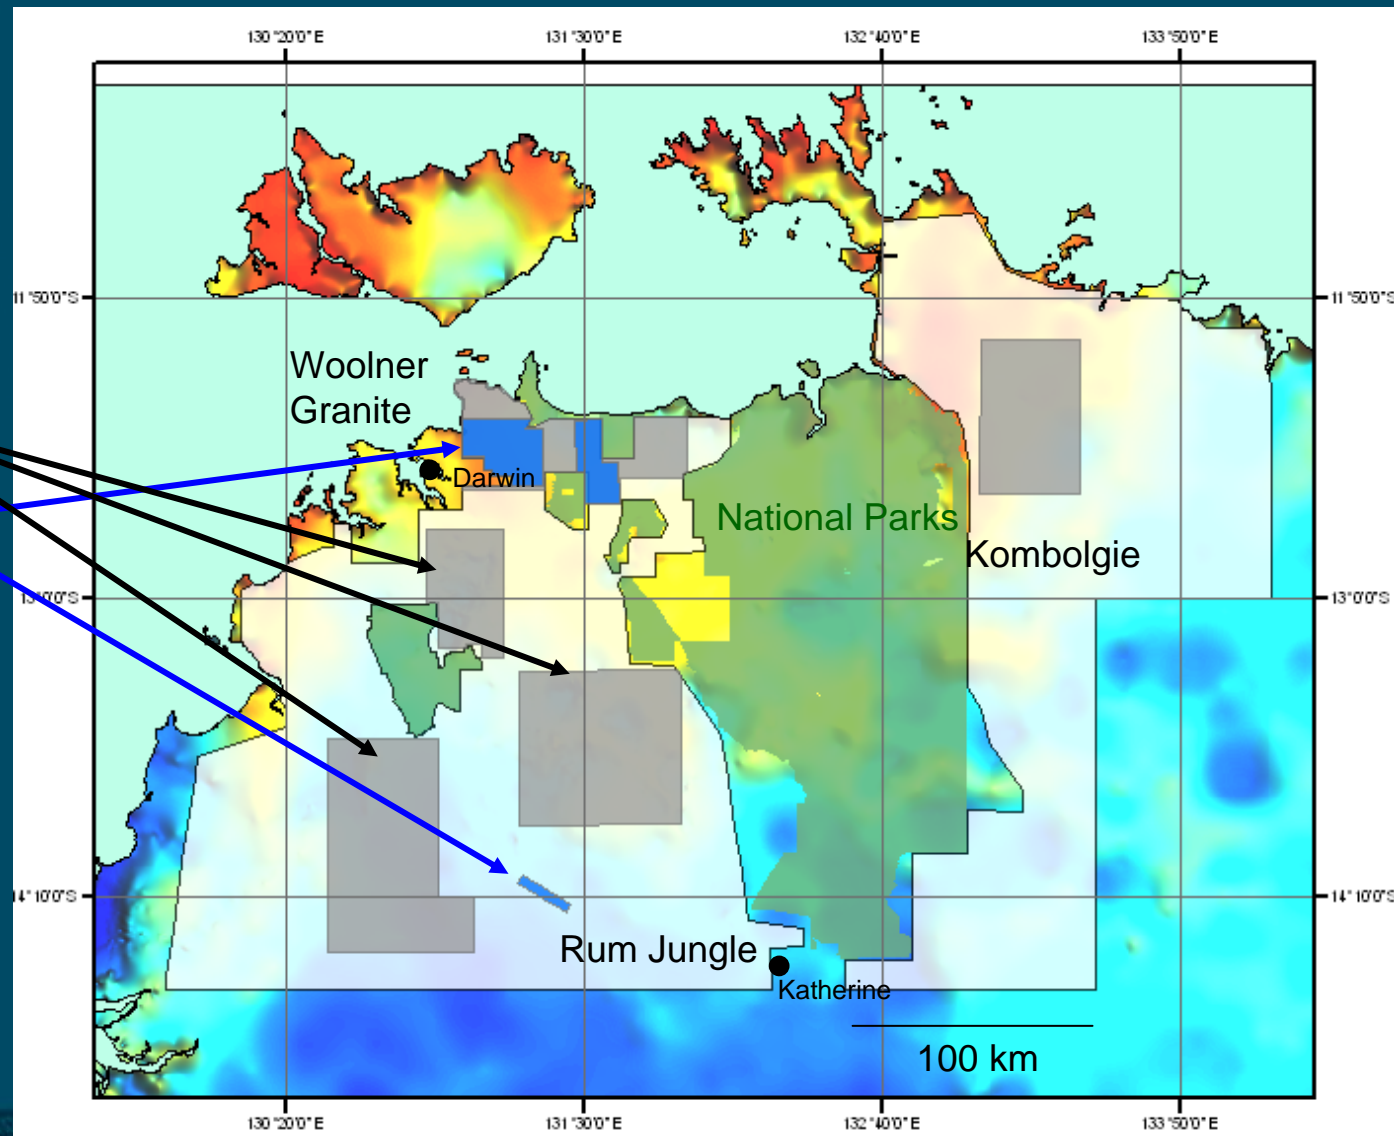 130°20'0"E 131°30'0"E 132°40'0"E 133°50'0"E
11°50'0"S 11°50'0"S
Woolner
Granite
Darwin
National Parks
Kombolgie
13°0'0"S 13°0'0"S
14°10'0"S 14°10'0"S
Rum Jungle
Katherine
100 km
130°20'0"E 131°30'0"E 132°40'0"E 133°50'0"E